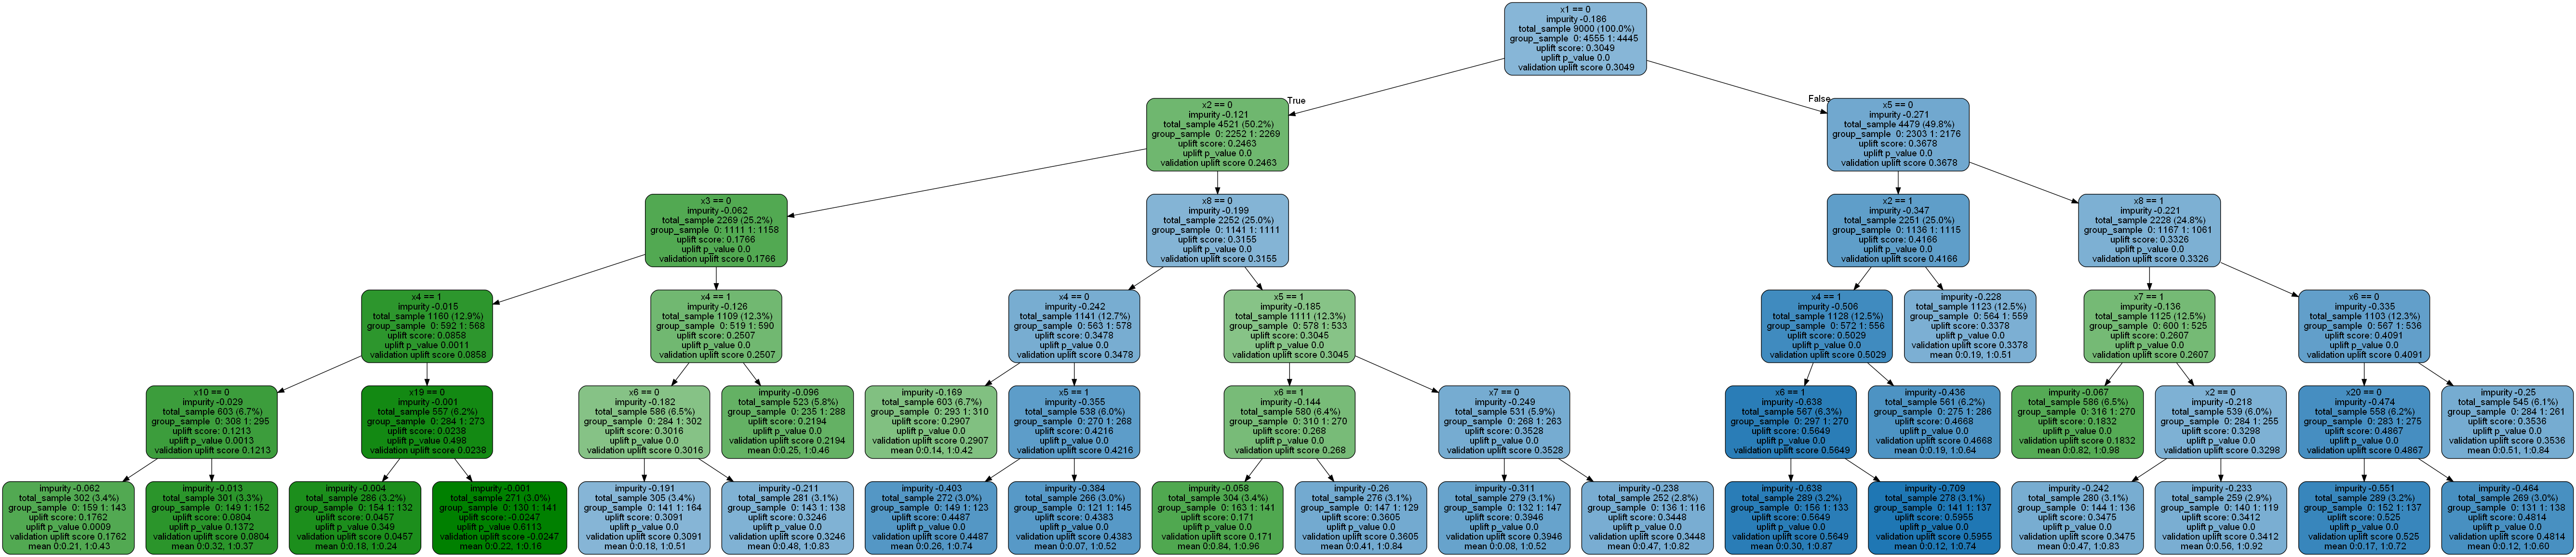 x1 == 0
impurity -0.186
total_sample 9000 (100.0%)
group_sample 0: 4555 1: 4445
uplift score: 0.3049
uplift p_value 0.0
validation uplift score 0.3049
True
False
x2 == 0
impurity -0.121
total_sample 4521 (50.2%)
group_sample 0: 2252 1: 2269
uplift score: 0.2463
uplift p_value 0.0
validation uplift score 0.2463
x5 == 0
impurity -0.271
total_sample 4479 (49.8%)
group_sample 0: 2303 1: 2176
uplift score: 0.3678
uplift p_value 0.0
validation uplift score 0.3678
x3 == 0
impurity -0.062
total_sample 2269 (25.2%)
group_sample 0: 1111 1: 1158
uplift score: 0.1766
uplift p_value 0.0
validation uplift score 0.1766
x8 == 0
impurity -0.199
total_sample 2252 (25.0%)
group_sample 0: 1141 1: 1111
uplift score: 0.3155
uplift p_value 0.0
validation uplift score 0.3155
x2 == 1
impurity -0.347
total_sample 2251 (25.0%)
group_sample 0: 1136 1: 1115
uplift score: 0.4166
uplift p_value 0.0
validation uplift score 0.4166
x8 == 1
impurity -0.221
total_sample 2228 (24.8%)
group_sample 0: 1167 1: 1061
uplift score: 0.3326
uplift p_value 0.0
validation uplift score 0.3326
x4 == 1
impurity -0.015
total_sample 1160 (12.9%)
group_sample 0: 592 1: 568
uplift score: 0.0858
uplift p_value 0.0011
validation uplift score 0.0858
x4 == 1
impurity -0.126
total_sample 1109 (12.3%)
group_sample 0: 519 1: 590
uplift score: 0.2507
uplift p_value 0.0
validation uplift score 0.2507
x4 == 0
impurity -0.242
total_sample 1141 (12.7%)
group_sample 0: 563 1: 578
uplift score: 0.3478
uplift p_value 0.0
validation uplift score 0.3478
x5 == 1
impurity -0.185
total_sample 1111 (12.3%)
group_sample 0: 578 1: 533
uplift score: 0.3045
uplift p_value 0.0
validation uplift score 0.3045
x4 == 1
impurity -0.506
total_sample 1128 (12.5%)
group_sample 0: 572 1: 556
uplift score: 0.5029
uplift p_value 0.0
validation uplift score 0.5029
impurity -0.228
total_sample 1123 (12.5%)
group_sample 0: 564 1: 559
uplift score: 0.3378
uplift p_value 0.0
validation uplift score 0.3378
mean 0:0.19, 1:0.51
x7 == 1
impurity -0.136
total_sample 1125 (12.5%)
group_sample 0: 600 1: 525
uplift score: 0.2607
uplift p_value 0.0
validation uplift score 0.2607
x6 == 0
impurity -0.335
total_sample 1103 (12.3%)
group_sample 0: 567 1: 536
uplift score: 0.4091
uplift p_value 0.0
validation uplift score 0.4091
x10 == 0
impurity -0.029
total_sample 603 (6.7%)
group_sample 0: 308 1: 295
uplift score: 0.1213
uplift p_value 0.0013
validation uplift score 0.1213
x19 == 0
impurity -0.001
total_sample 557 (6.2%)
group_sample 0: 284 1: 273
uplift score: 0.0238
uplift p_value 0.498
validation uplift score 0.0238
x6 == 0
impurity -0.182
total_sample 586 (6.5%)
group_sample 0: 284 1: 302
uplift score: 0.3016
uplift p_value 0.0
validation uplift score 0.3016
impurity -0.096
total_sample 523 (5.8%)
group_sample 0: 235 1: 288
uplift score: 0.2194
uplift p_value 0.0
validation uplift score 0.2194
mean 0:0.25, 1:0.46
impurity -0.169
total_sample 603 (6.7%)
group_sample 0: 293 1: 310
uplift score: 0.2907
uplift p_value 0.0
validation uplift score 0.2907
mean 0:0.14, 1:0.42
x5 == 1
impurity -0.355
total_sample 538 (6.0%)
group_sample 0: 270 1: 268
uplift score: 0.4216
uplift p_value 0.0
validation uplift score 0.4216
x6 == 1
impurity -0.144
total_sample 580 (6.4%)
group_sample 0: 310 1: 270
uplift score: 0.268
uplift p_value 0.0
validation uplift score 0.268
x7 == 0
impurity -0.249
total_sample 531 (5.9%)
group_sample 0: 268 1: 263
uplift score: 0.3528
uplift p_value 0.0
validation uplift score 0.3528
x6 == 1
impurity -0.638
total_sample 567 (6.3%)
group_sample 0: 297 1: 270
uplift score: 0.5649
uplift p_value 0.0
validation uplift score 0.5649
impurity -0.436
total_sample 561 (6.2%)
group_sample 0: 275 1: 286
uplift score: 0.4668
uplift p_value 0.0
validation uplift score 0.4668
mean 0:0.19, 1:0.64
impurity -0.067
total_sample 586 (6.5%)
group_sample 0: 316 1: 270
uplift score: 0.1832
uplift p_value 0.0
validation uplift score 0.1832
mean 0:0.82, 1:0.98
x2 == 0
impurity -0.218
total_sample 539 (6.0%)
group_sample 0: 284 1: 255
uplift score: 0.3298
uplift p_value 0.0
validation uplift score 0.3298
x20 == 0
impurity -0.474
total_sample 558 (6.2%)
group_sample 0: 283 1: 275
uplift score: 0.4867
uplift p_value 0.0
validation uplift score 0.4867
impurity -0.25
total_sample 545 (6.1%)
group_sample 0: 284 1: 261
uplift score: 0.3536
uplift p_value 0.0
validation uplift score 0.3536
mean 0:0.51, 1:0.84
impurity -0.062
total_sample 302 (3.4%)
group_sample 0: 159 1: 143
uplift score: 0.1762
uplift p_value 0.0009
validation uplift score 0.1762
mean 0:0.21, 1:0.43
impurity -0.013
total_sample 301 (3.3%)
group_sample 0: 149 1: 152
uplift score: 0.0804
uplift p_value 0.1372
validation uplift score 0.0804
mean 0:0.32, 1:0.37
impurity -0.004
total_sample 286 (3.2%)
group_sample 0: 154 1: 132
uplift score: 0.0457
uplift p_value 0.349
validation uplift score 0.0457
mean 0:0.18, 1:0.24
impurity -0.001
total_sample 271 (3.0%)
group_sample 0: 130 1: 141
uplift score: -0.0247
uplift p_value 0.6113
validation uplift score -0.0247
mean 0:0.22, 1:0.16
impurity -0.191
total_sample 305 (3.4%)
group_sample 0: 141 1: 164
uplift score: 0.3091
uplift p_value 0.0
validation uplift score 0.3091
mean 0:0.18, 1:0.51
impurity -0.211
total_sample 281 (3.1%)
group_sample 0: 143 1: 138
uplift score: 0.3246
uplift p_value 0.0
validation uplift score 0.3246
mean 0:0.48, 1:0.83
impurity -0.403
total_sample 272 (3.0%)
group_sample 0: 149 1: 123
uplift score: 0.4487
uplift p_value 0.0
validation uplift score 0.4487
mean 0:0.26, 1:0.74
impurity -0.384
total_sample 266 (3.0%)
group_sample 0: 121 1: 145
uplift score: 0.4383
uplift p_value 0.0
validation uplift score 0.4383
mean 0:0.07, 1:0.52
impurity -0.058
total_sample 304 (3.4%)
group_sample 0: 163 1: 141
uplift score: 0.171
uplift p_value 0.0
validation uplift score 0.171
mean 0:0.84, 1:0.96
impurity -0.26
total_sample 276 (3.1%)
group_sample 0: 147 1: 129
uplift score: 0.3605
uplift p_value 0.0
validation uplift score 0.3605
mean 0:0.41, 1:0.84
impurity -0.311
total_sample 279 (3.1%)
group_sample 0: 132 1: 147
uplift score: 0.3946
uplift p_value 0.0
validation uplift score 0.3946
mean 0:0.08, 1:0.52
impurity -0.238
total_sample 252 (2.8%)
group_sample 0: 136 1: 116
uplift score: 0.3448
uplift p_value 0.0
validation uplift score 0.3448
mean 0:0.47, 1:0.82
impurity -0.638
total_sample 289 (3.2%)
group_sample 0: 156 1: 133
uplift score: 0.5649
uplift p_value 0.0
validation uplift score 0.5649
mean 0:0.30, 1:0.87
impurity -0.709
total_sample 278 (3.1%)
group_sample 0: 141 1: 137
uplift score: 0.5955
uplift p_value 0.0
validation uplift score 0.5955
mean 0:0.12, 1:0.74
impurity -0.242
total_sample 280 (3.1%)
group_sample 0: 144 1: 136
uplift score: 0.3475
uplift p_value 0.0
validation uplift score 0.3475
mean 0:0.47, 1:0.83
impurity -0.233
total_sample 259 (2.9%)
group_sample 0: 140 1: 119
uplift score: 0.3412
uplift p_value 0.0
validation uplift score 0.3412
mean 0:0.56, 1:0.92
impurity -0.551
total_sample 289 (3.2%)
group_sample 0: 152 1: 137
uplift score: 0.525
uplift p_value 0.0
validation uplift score 0.525
mean 0:0.17, 1:0.72
impurity -0.464
total_sample 269 (3.0%)
group_sample 0: 131 1: 138
uplift score: 0.4814
uplift p_value 0.0
validation uplift score 0.4814
mean 0:0.12, 1:0.60